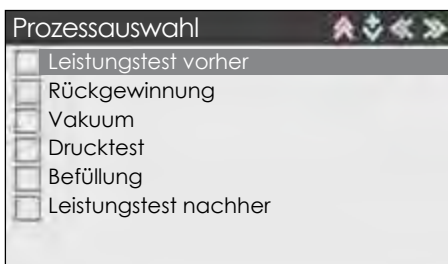 Prozessauswahl
Leistungstest vorher
Rückgewinnung
Vakuum
Drucktest
Befüllung
Leistungstest nachher